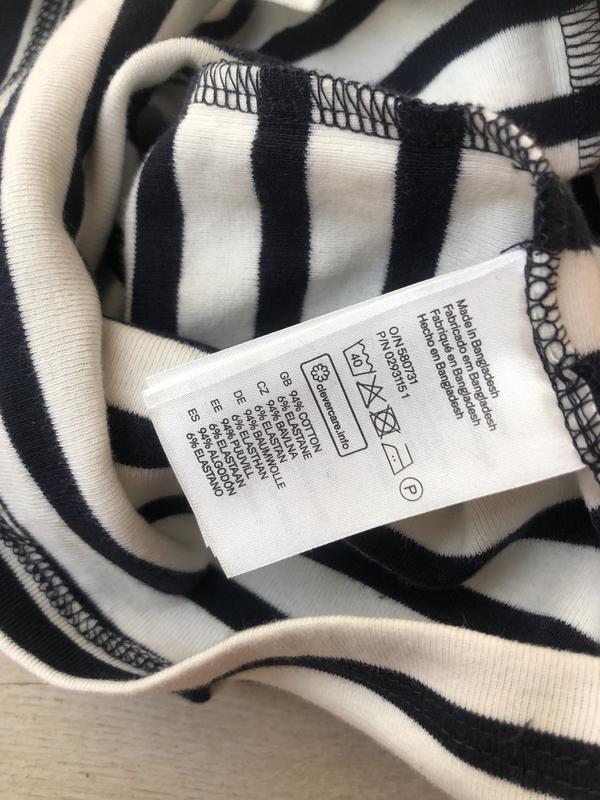 Made in Bangladesh
Fabricado em Bangladesh
Fabriqué en Bangladesh
Hecho en Bangladesh
O/N 580731
P/N 0293115 1
40
P
clevercare.info
GB 94% COTTON
6% ELASTANE
CZ 94% BAVLNA
6% ELASTAN
DE 94% BAUMWOLLE
6% ELASTHAN
EE 94% PUUVILL
6% ELASTAAN
ES 94% ALGODÓN
6% ELASTANO